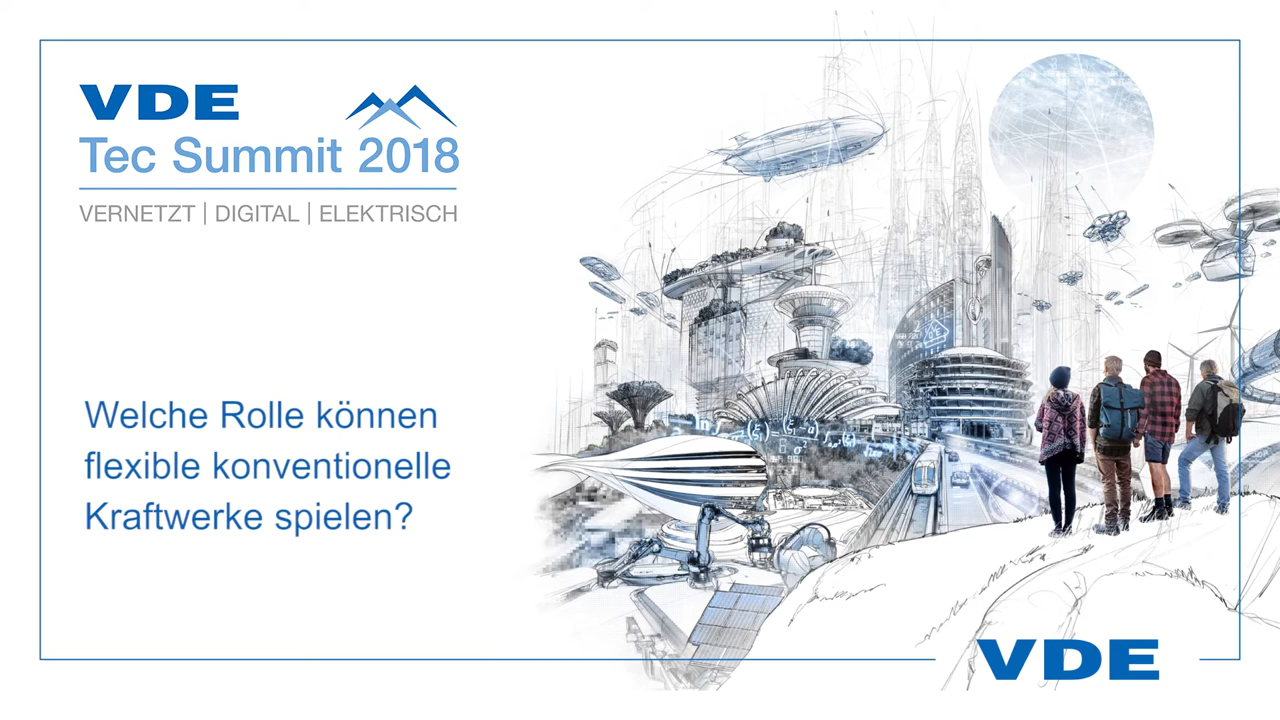 VDE
Tec Summit 2018
VERNETZT | DIGITAL | ELEKTRISCH
Welche Rolle können
flexible konventionelle
Kraftwerke spielen?
VDE